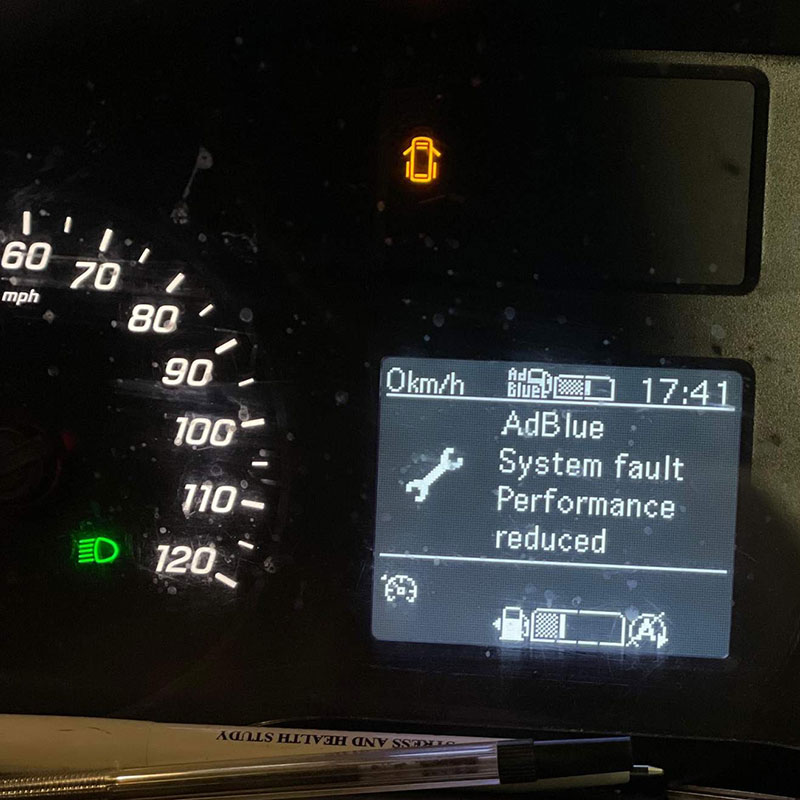 60
70
mph
80
90
100
110
120
0km/h AdBlue 17:41
AdBlue
System fault
Performance
reduced
A
STRESS AND HEALTH STUDY